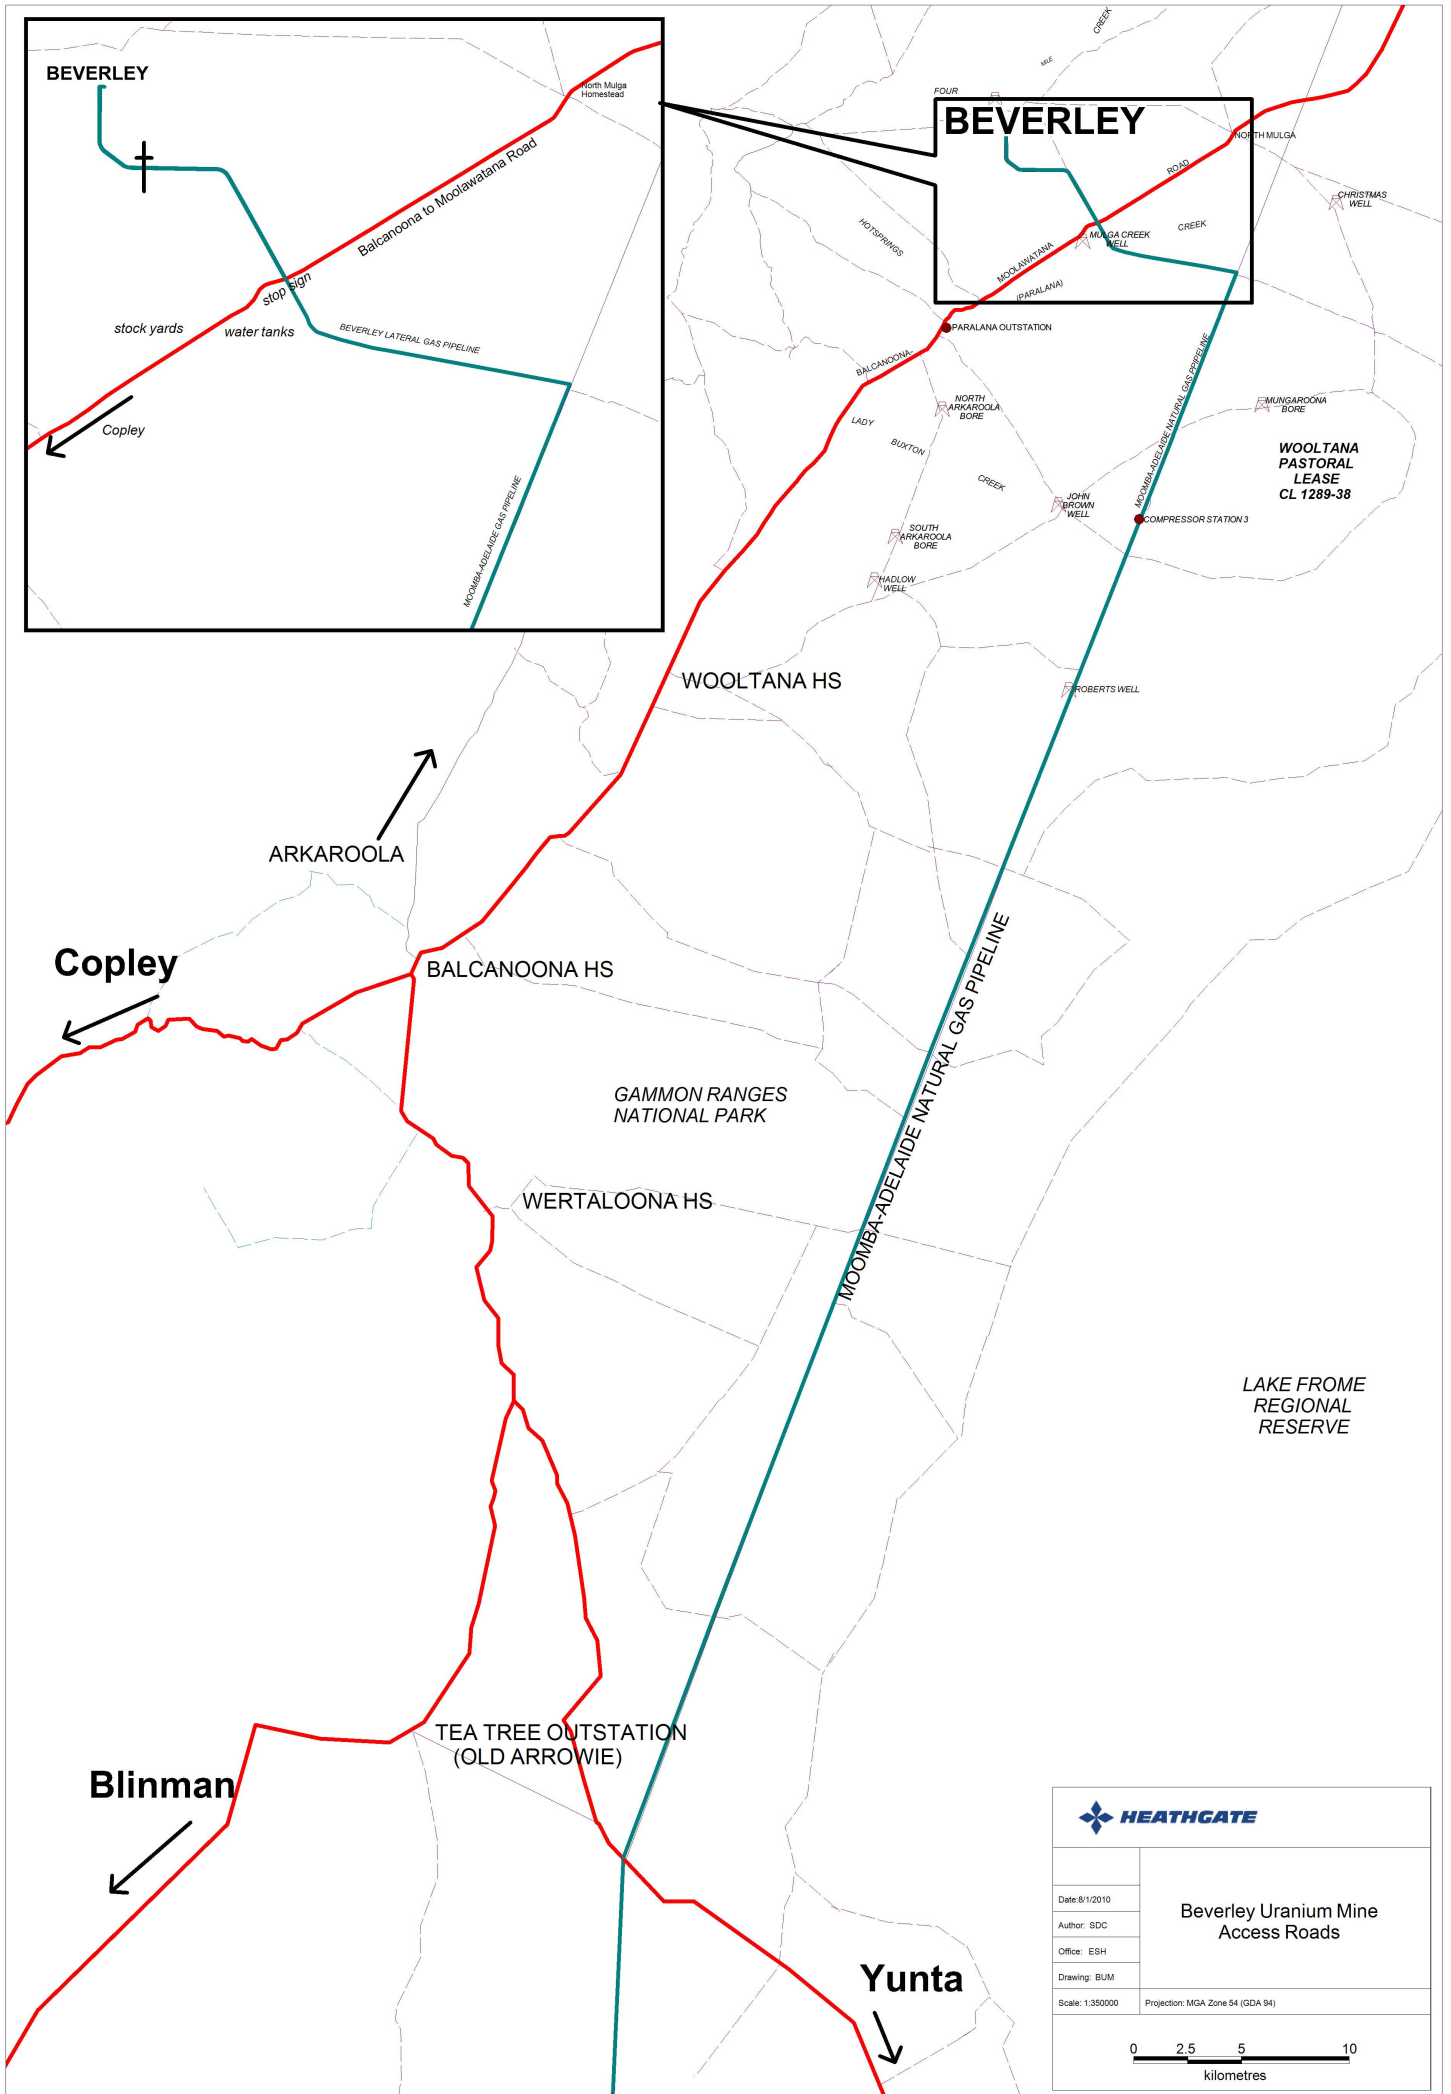 BEVERLEY
North Mulga
Homestead
Balcanoona to Moolawatana Road
stop sign
stock yards
water tanks
BEVERLEY LATERAL GAS PIPELINE
Copley
MOOMBA-ADELAIDE GAS PIPELINE
CREEK
MILE
FOUR
BEVERLEY
NORTH MULGA
ROAD
CHRISTMAS
WELL
HOTSPRINGS
CREEK
MULGA CREEK
WELL
MOOLAWATANA
(PARALANA)
PARALANA OUTSTATION
BALCANOONA-
MOOMBA-ADELAIDE NATURAL GAS PPIPELINE
NORTH
ARKAROOLA
BORE
MUNGAROONA
BORE
LADY
BUXTON
CREEK
WOOLTANA
PASTORAL
LEASE
CL 1289-38
JOHN
BROWN
WELL
COMPRESSOR STATION 3
SOUTH
ARKAROOLA
BORE
HADLOW
WELL
WOOLTANA HS
ROBERTS WELL
ARKAROOLA
Copley
BALCANOONA HS
MOOMBA-ADELAIDE NATURAL GAS PIPELINE
GAMMON RANGES
NATIONAL PARK
WERTALOONA HS
LAKE FROME
REGIONAL
RESERVE
TEA TREE OUTSTATION
(OLD ARROWIE)
Blinman
Yunta
HEATHGATE
Date:8/1/2010
Author: SDC
Office: ESH
Drawing: BUM
Beverley Uranium Mine
Access Roads
Scale: 1:350000
Projection: MGA Zone 54 (GDA 94)
0 2.5 5 10
kilometres